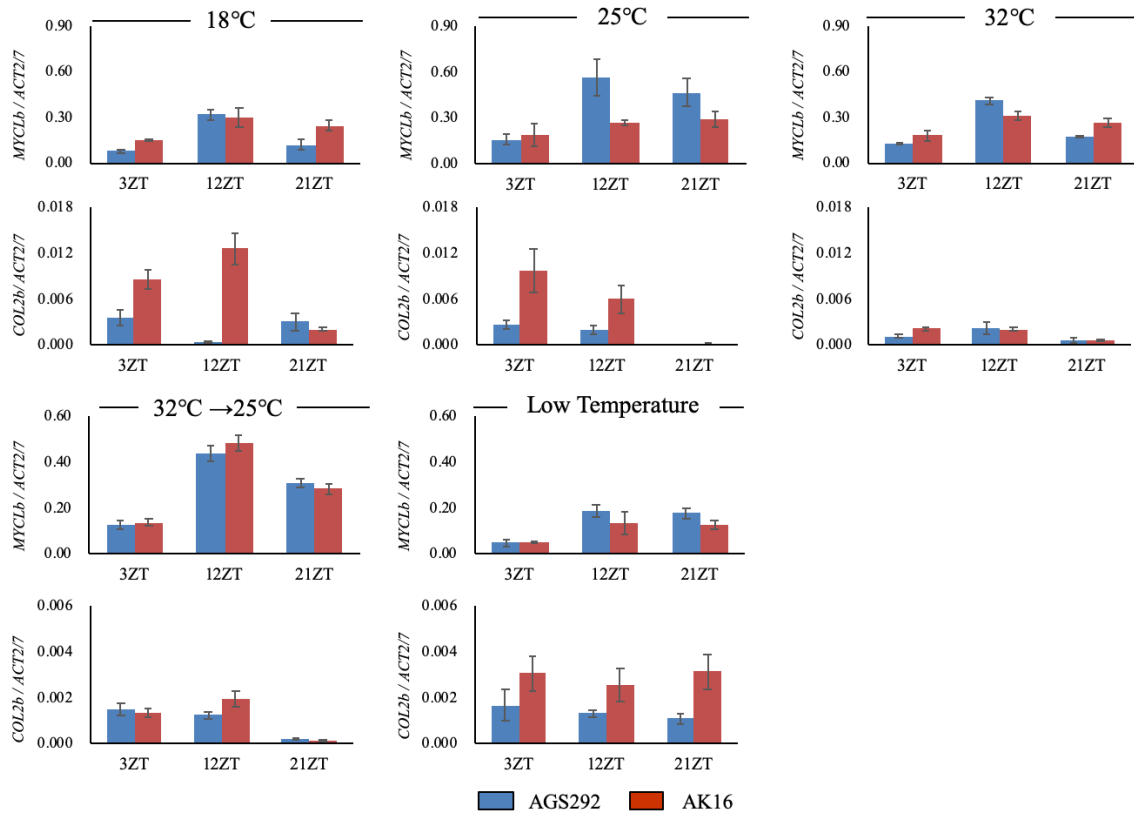 18℃
MYCLb / ACT2/7
0.90
0.60
0.30
0.00
3ZT 12ZT 21ZT
COL2b / ACT2/7
0.018
0.012
0.006
0.000
3ZT 12ZT 21ZT
25℃
MYCLb / ACT2/7
0.90
0.60
0.30
0.00
3ZT 12ZT 21ZT
COL2b / ACT2/7
0.018
0.012
0.006
0.000
3ZT 12ZT 21ZT
32℃
MYCLb / ACT2/7
0.90
0.60
0.30
0.00
3ZT 12ZT 21ZT
COL2b / ACT2/7
0.018
0.012
0.006
0.000
3ZT 12ZT 21ZT
32℃ →25℃
MYCLb / ACT2/7
0.60
0.40
0.20
0.00
3ZT 12ZT 21ZT
COL2b / ACT2/7
0.006
0.004
0.002
0.000
3ZT 12ZT 21ZT
Low Temperature
MYCLb / ACT2/7
0.60
0.40
0.20
0.00
3ZT 12ZT 21ZT
COL2b / ACT2/7
0.006
0.004
0.002
0.000
3ZT 12ZT 21ZT
AGS292 AK16